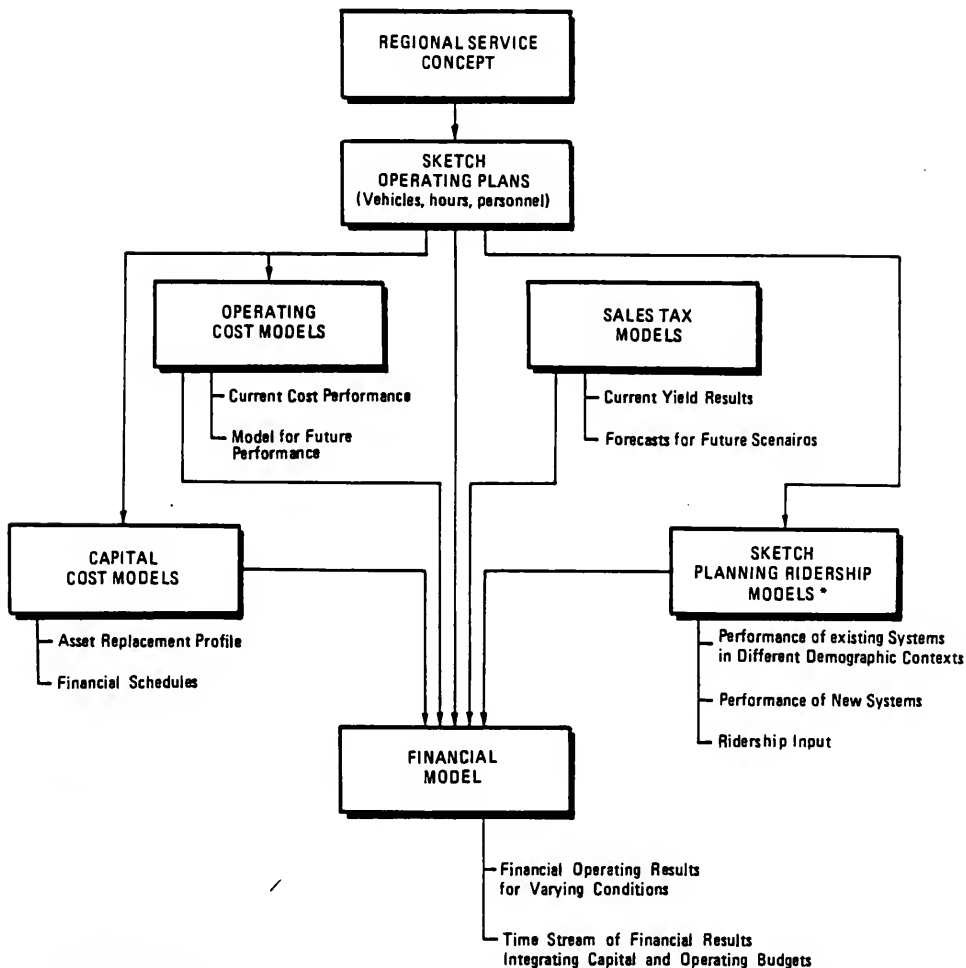 REGIONAL SERVICE
CONCEPT
SKETCH
OPERATING PLANS
(Vehicles, hours, personnel)
OPERATING
COST MODELS
Current Cost Performance
Model for Future
Performance
SALES TAX
MODELS
Current Yield Results
Forecasts for Future Scenairos
CAPITAL
COST MODELS
Asset Replacement Profile
Financial Schedules
SKETCH
PLANNING RIDERSHIP
MODELS *
Performance of existing Systems
in Different Demographic Contexts
Performance of New Systems
Ridership Input
FINANCIAL
MODEL
Financial Operating Results
for Varying Conditions
Time Stream of Financial Results
Integrating Capital and Operating Budgets